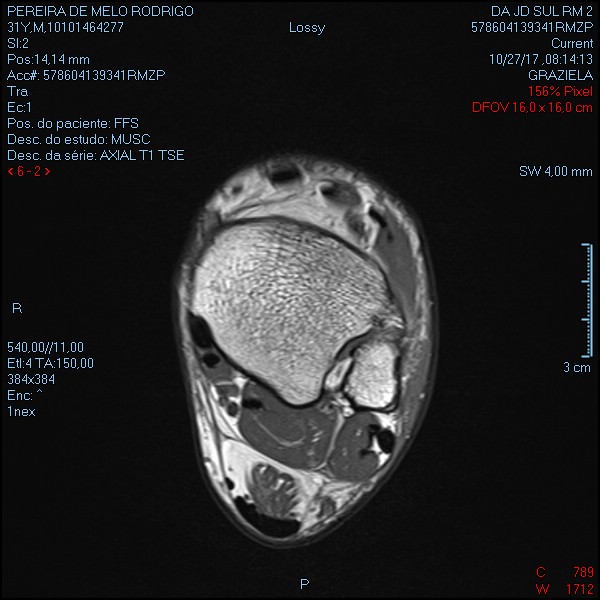 PEREIRA DE MELO RODRIGO
31Y,M,10101464277
Sl:2
Pos:14,14 mm
Acc#: 578604139341RMZP
Tra
Ec:1
Pos. do paciente: FFS
Desc. do estudo: MUSC
Desc. da série: AXIAL T1 TSE
< 6 - 2 >
Lossy
DA JD SUL RM 2
578604139341RMZP
Current
10/27/17 ,08:14:13
GRAZIELA
156% Pixel
DFOV 16,0 x 16,0 cm
SW 4,00 mm
R
540,00//11,00
Etl:4 TA:150,00
384x384
Enc: ^
1nex
3 cm
P
C 789
W 1712